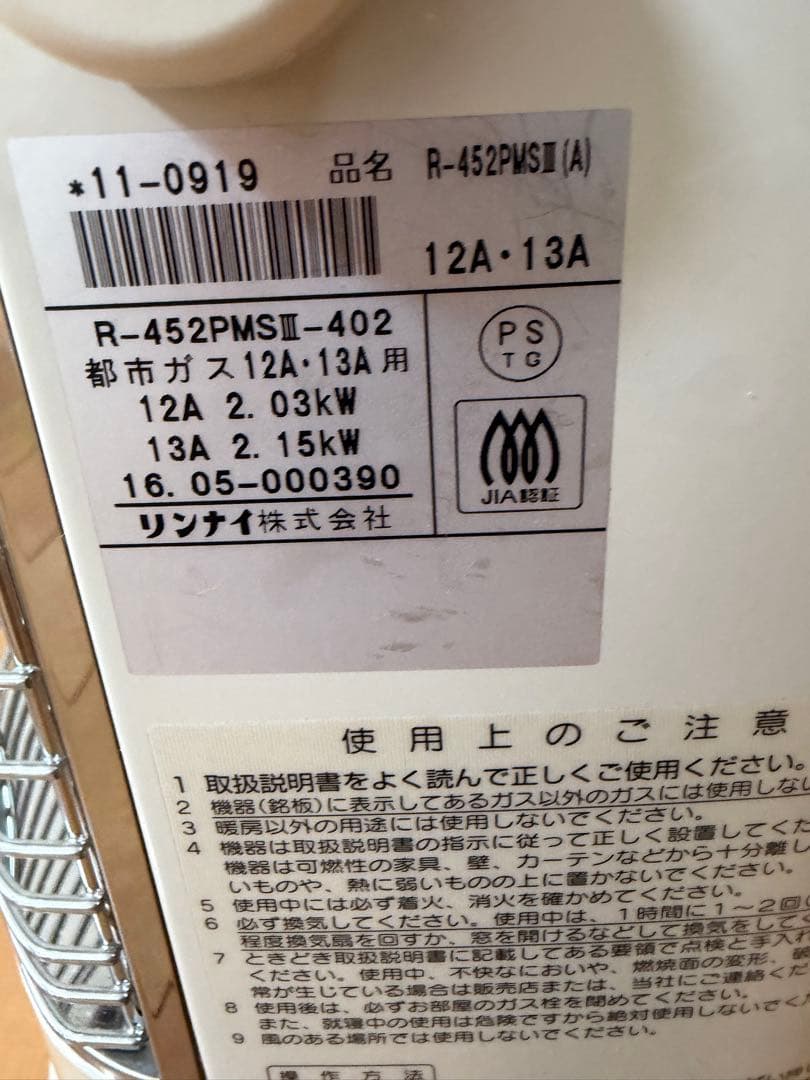 *11-0919 品名 R-452PMSⅢ(A)
12A・13A
R-452PMSⅢ-402
都市ガス12A・13A用
12A 2.03kW
13A 2.15kW
16.05-000390
リンナイ株式会社
PS
TG
JIA認証
使用上のご注意
1 取扱説明書をよく読んで正しくご使用ください。
2 機器(銘板)に表示してあるガス以外のガスには使用しない
3 暖房以外の用途には使用しないでください。
4 機器は取扱説明書の指示に従って正しく設置してくだ
機器は可燃性の家具、壁、カーテンなどから十分離し
いものや、熱に弱いものの上に置かないでください。
5 使用中には必ず着火、消火を確かめてください。
6 必ず換気してください。使用中は、1時間に1～2回
程度換気扇を回すか、窓を開けるなどして換気をして
7 ときどき取扱説明書に記載してある要領で点検と手入れ
ください。使用中、不快なにおいや、燃焼面の変形、破
常が生じている場合は販売店または、当社にご連絡くだ
8 使用後は、必ずお部屋のガス栓を閉めてください。
また、就寝中の使用は危険ですから絶対使用しないでくだ
9 風のある場所では使用しないでください。
操作方法